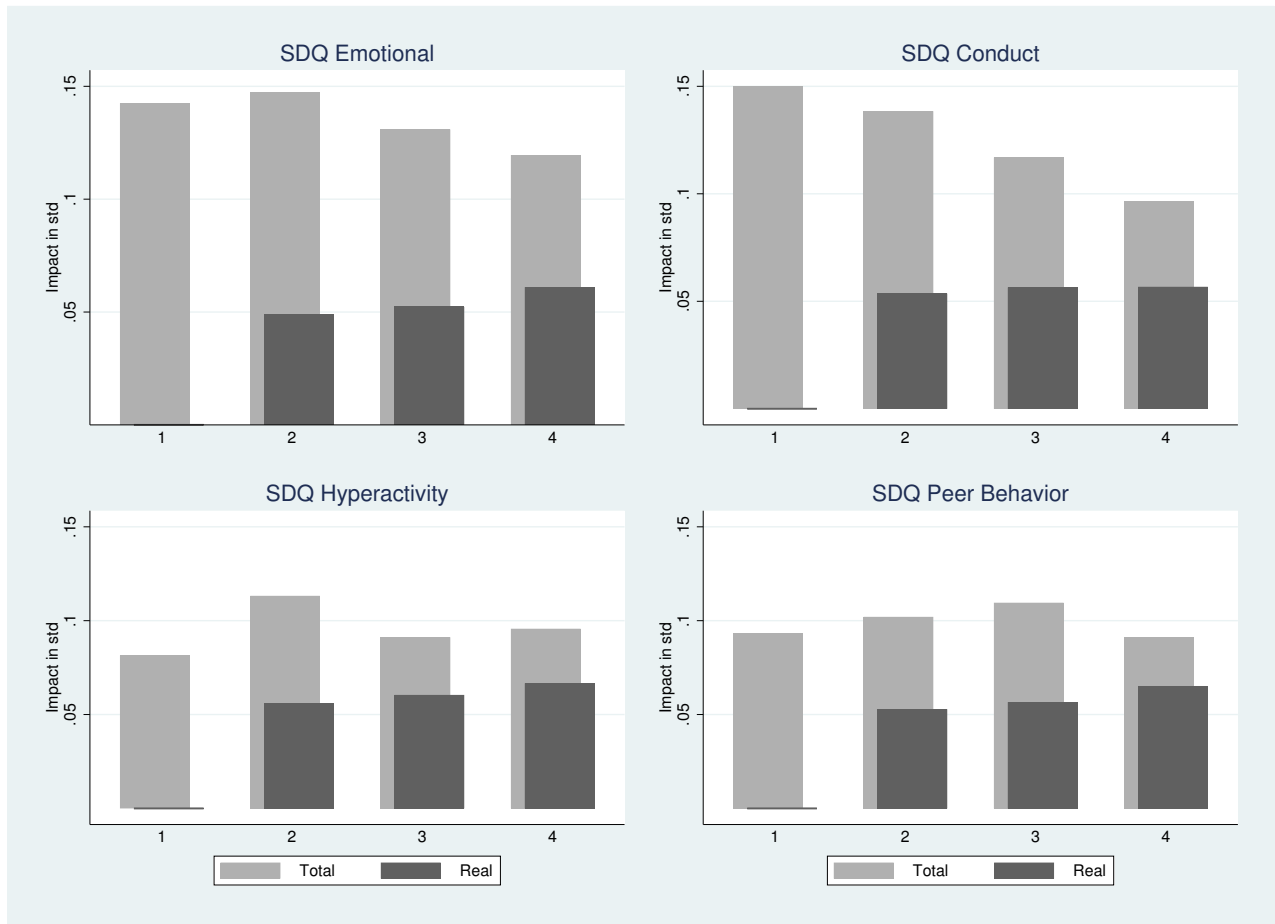 SDQ Emotional
Impact in std
.15
.1
.05
1 2 3 4
SDQ Conduct
Impact in std
.15
.1
.05
1 2 3 4
SDQ Hyperactivity
Impact in std
.15
.1
.05
1 2 3 4
Total Real
SDQ Peer Behavior
Impact in std
.15
.1
.05
1 2 3 4
Total Real